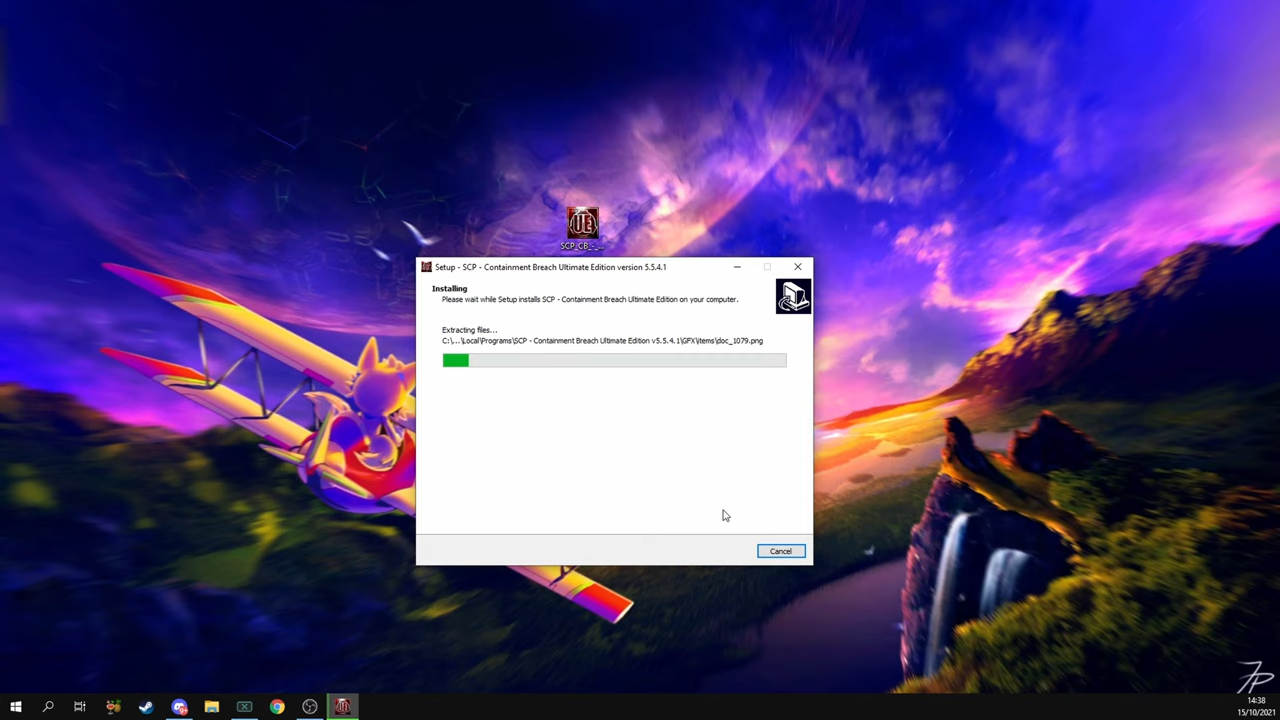 UE
SCP_CB_-_...
Setup - SCP - Containment Breach Ultimate Edition version 5.5.4.1
Installing
Please wait while Setup installs SCP - Containment Breach Ultimate Edition on your computer.
Extracting files...
C:\...\Local\Programs\SCP - Containment Breach Ultimate Edition v5.5.4.1\GFX\items\doc_1079.png
Cancel
14:38
15/10/2021